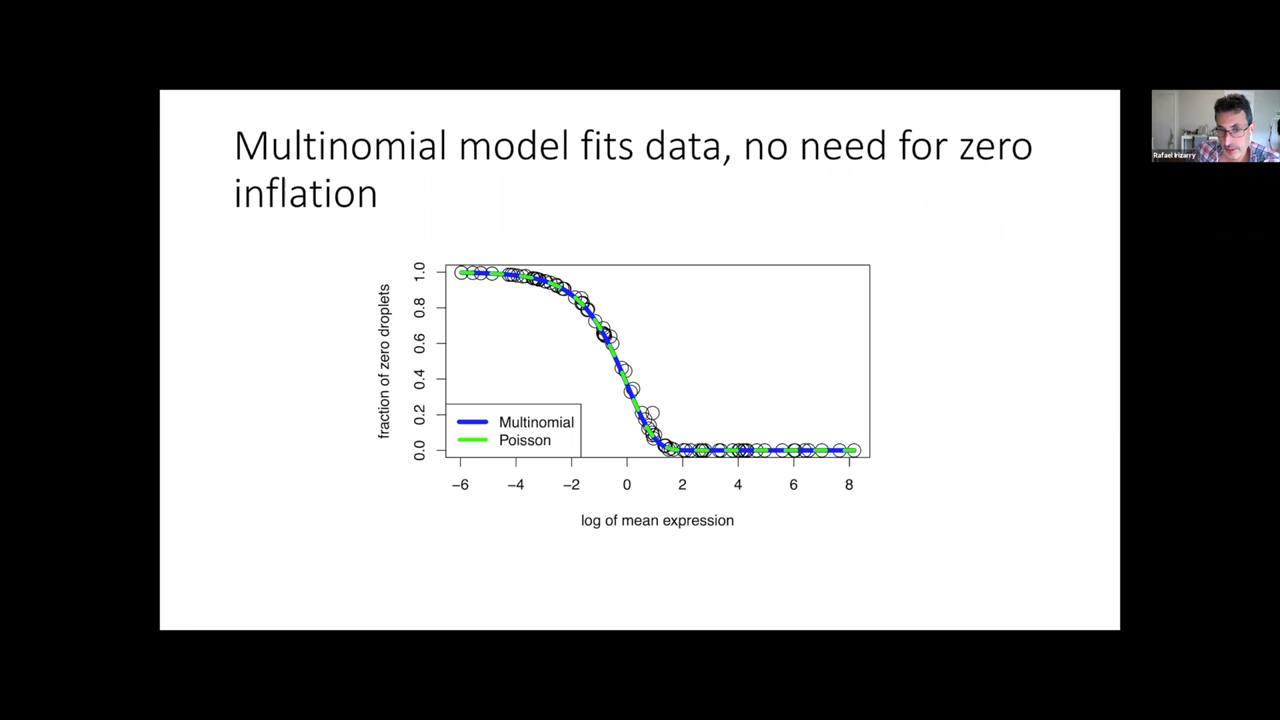 Multinomial model fits data, no need for zero
inflation
Rafael Irizarry
fraction of zero droplets
1.0
0.8
0.6
0.4
0.2
0.0
Multinomial
Poisson
−6 −4 −2 0 2 4 6 8
log of mean expression